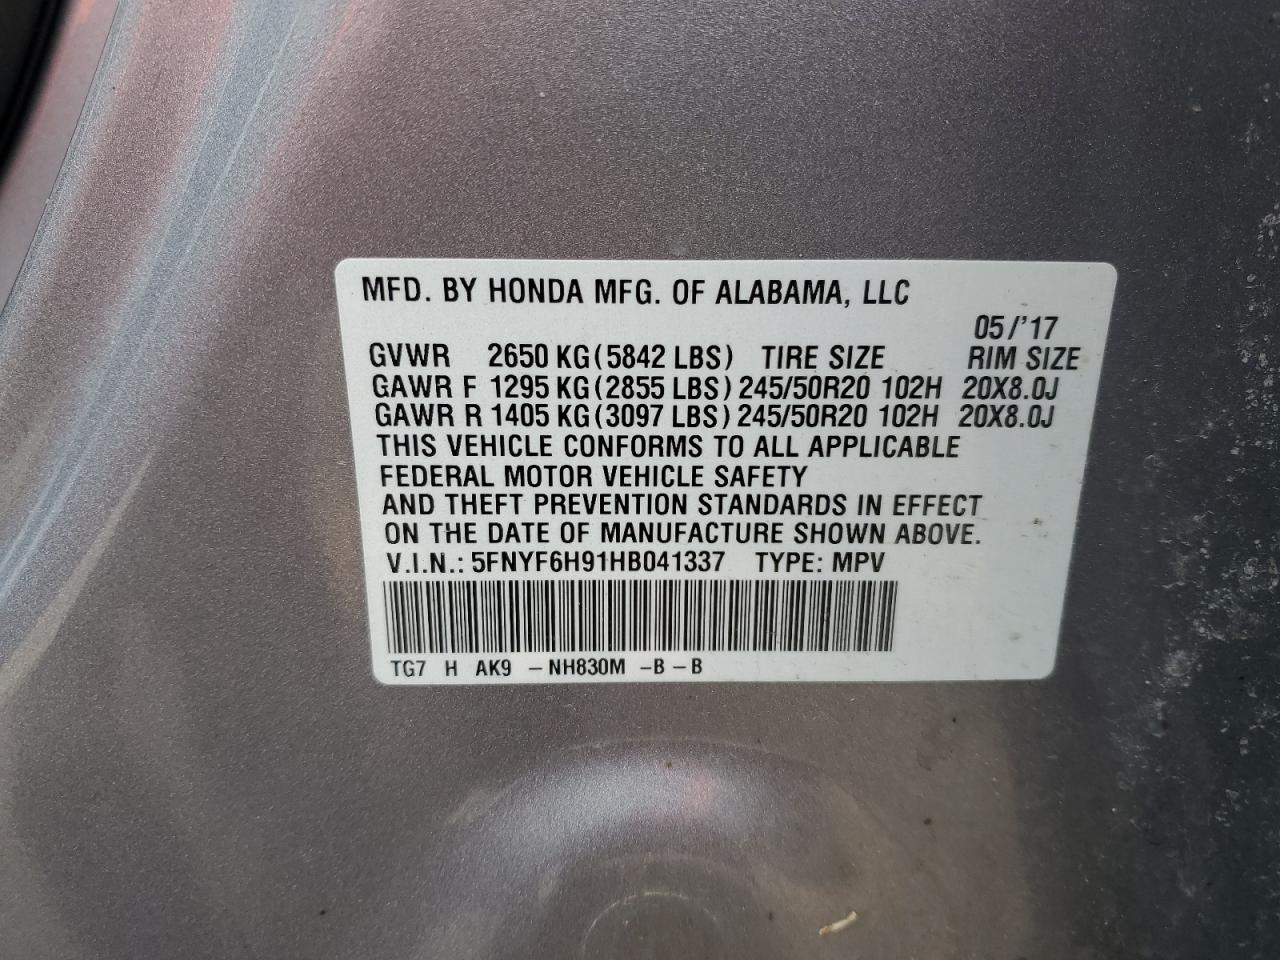 MFD. BY HONDA MFG. OF ALABAMA, LLC
05/'17
GVWR 2650 KG(5842 LBS) TIRE SIZE RIM SIZE
GAWR F 1295 KG(2855 LBS) 245/50R20 102H 20X8.0J
GAWR R 1405 KG(3097 LBS) 245/50R20 102H 20X8.0J
THIS VEHICLE CONFORMS TO ALL APPLICABLE
FEDERAL MOTOR VEHICLE SAFETY
AND THEFT PREVENTION STANDARDS IN EFFECT
ON THE DATE OF MANUFACTURE SHOWN ABOVE.
V.I.N.: 5FNYF6H91HB041337 TYPE: MPV
TG7 H AK9 –NH830M –B–B